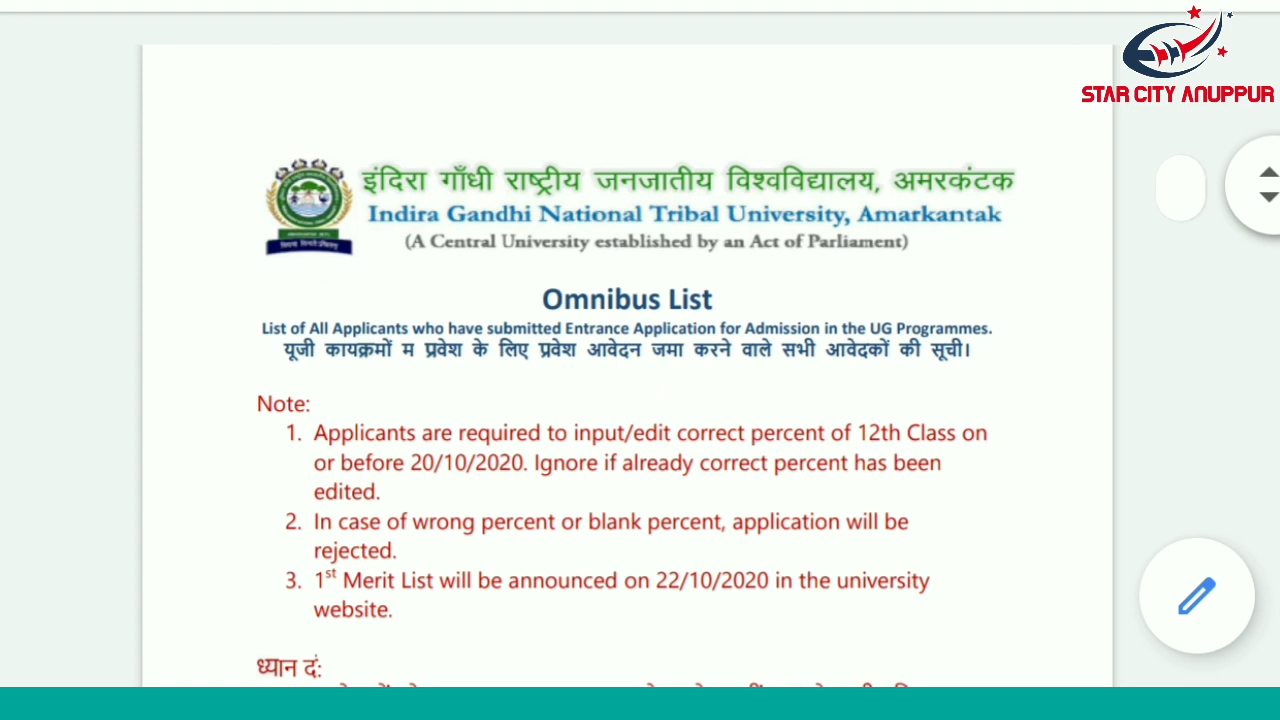 STAR CITY ANUPPUR
इंदिरा गाँधी राष्ट्रीय जनजातीय विश्वविद्यालय, अमरकंटक
Indira Gandhi National Tribal University, Amarkantak
(A Central University established by an Act of Parliament)
Omnibus List
List of All Applicants who have submitted Entrance Application for Admission in the UG Programmes.
यूजी कायक्रमों म प्रवेश के लिए प्रवेश आवेदन जमा करने वाले सभी आवेदकों की सूची।
Note:
1. Applicants are required to input/edit correct percent of 12th Class on
or before 20/10/2020. Ignore if already correct percent has been
edited.
2. In case of wrong percent or blank percent, application will be
rejected.
3. 1st Merit List will be announced on 22/10/2020 in the university
website.
ध्यान दं: